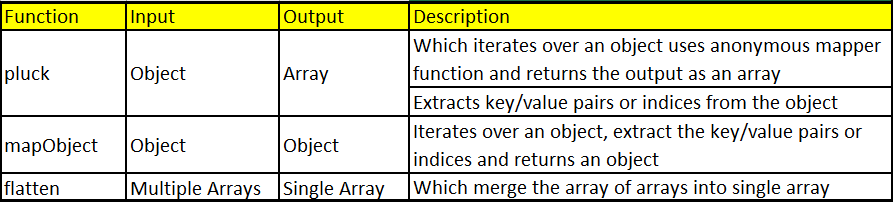 Function Input Output Description
pluck Object Array Which iterates over an object uses anonymous mapper
function and returns the output as an array
Extracts key/value pairs or indices from the object
mapObject Object Object Iterates over an object, extract the key/value pairs or
indices and returns an object
flatten Multiple Arrays Single Array Which merge the array of arrays into single array